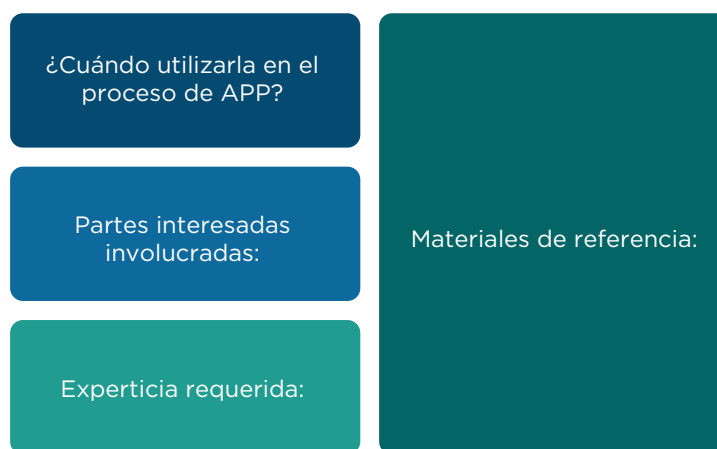 ¿Cuándo utilizarla en el
proceso de APP?
Partes interesadas
involucradas:
Experticia requerida:
Materiales de referencia: